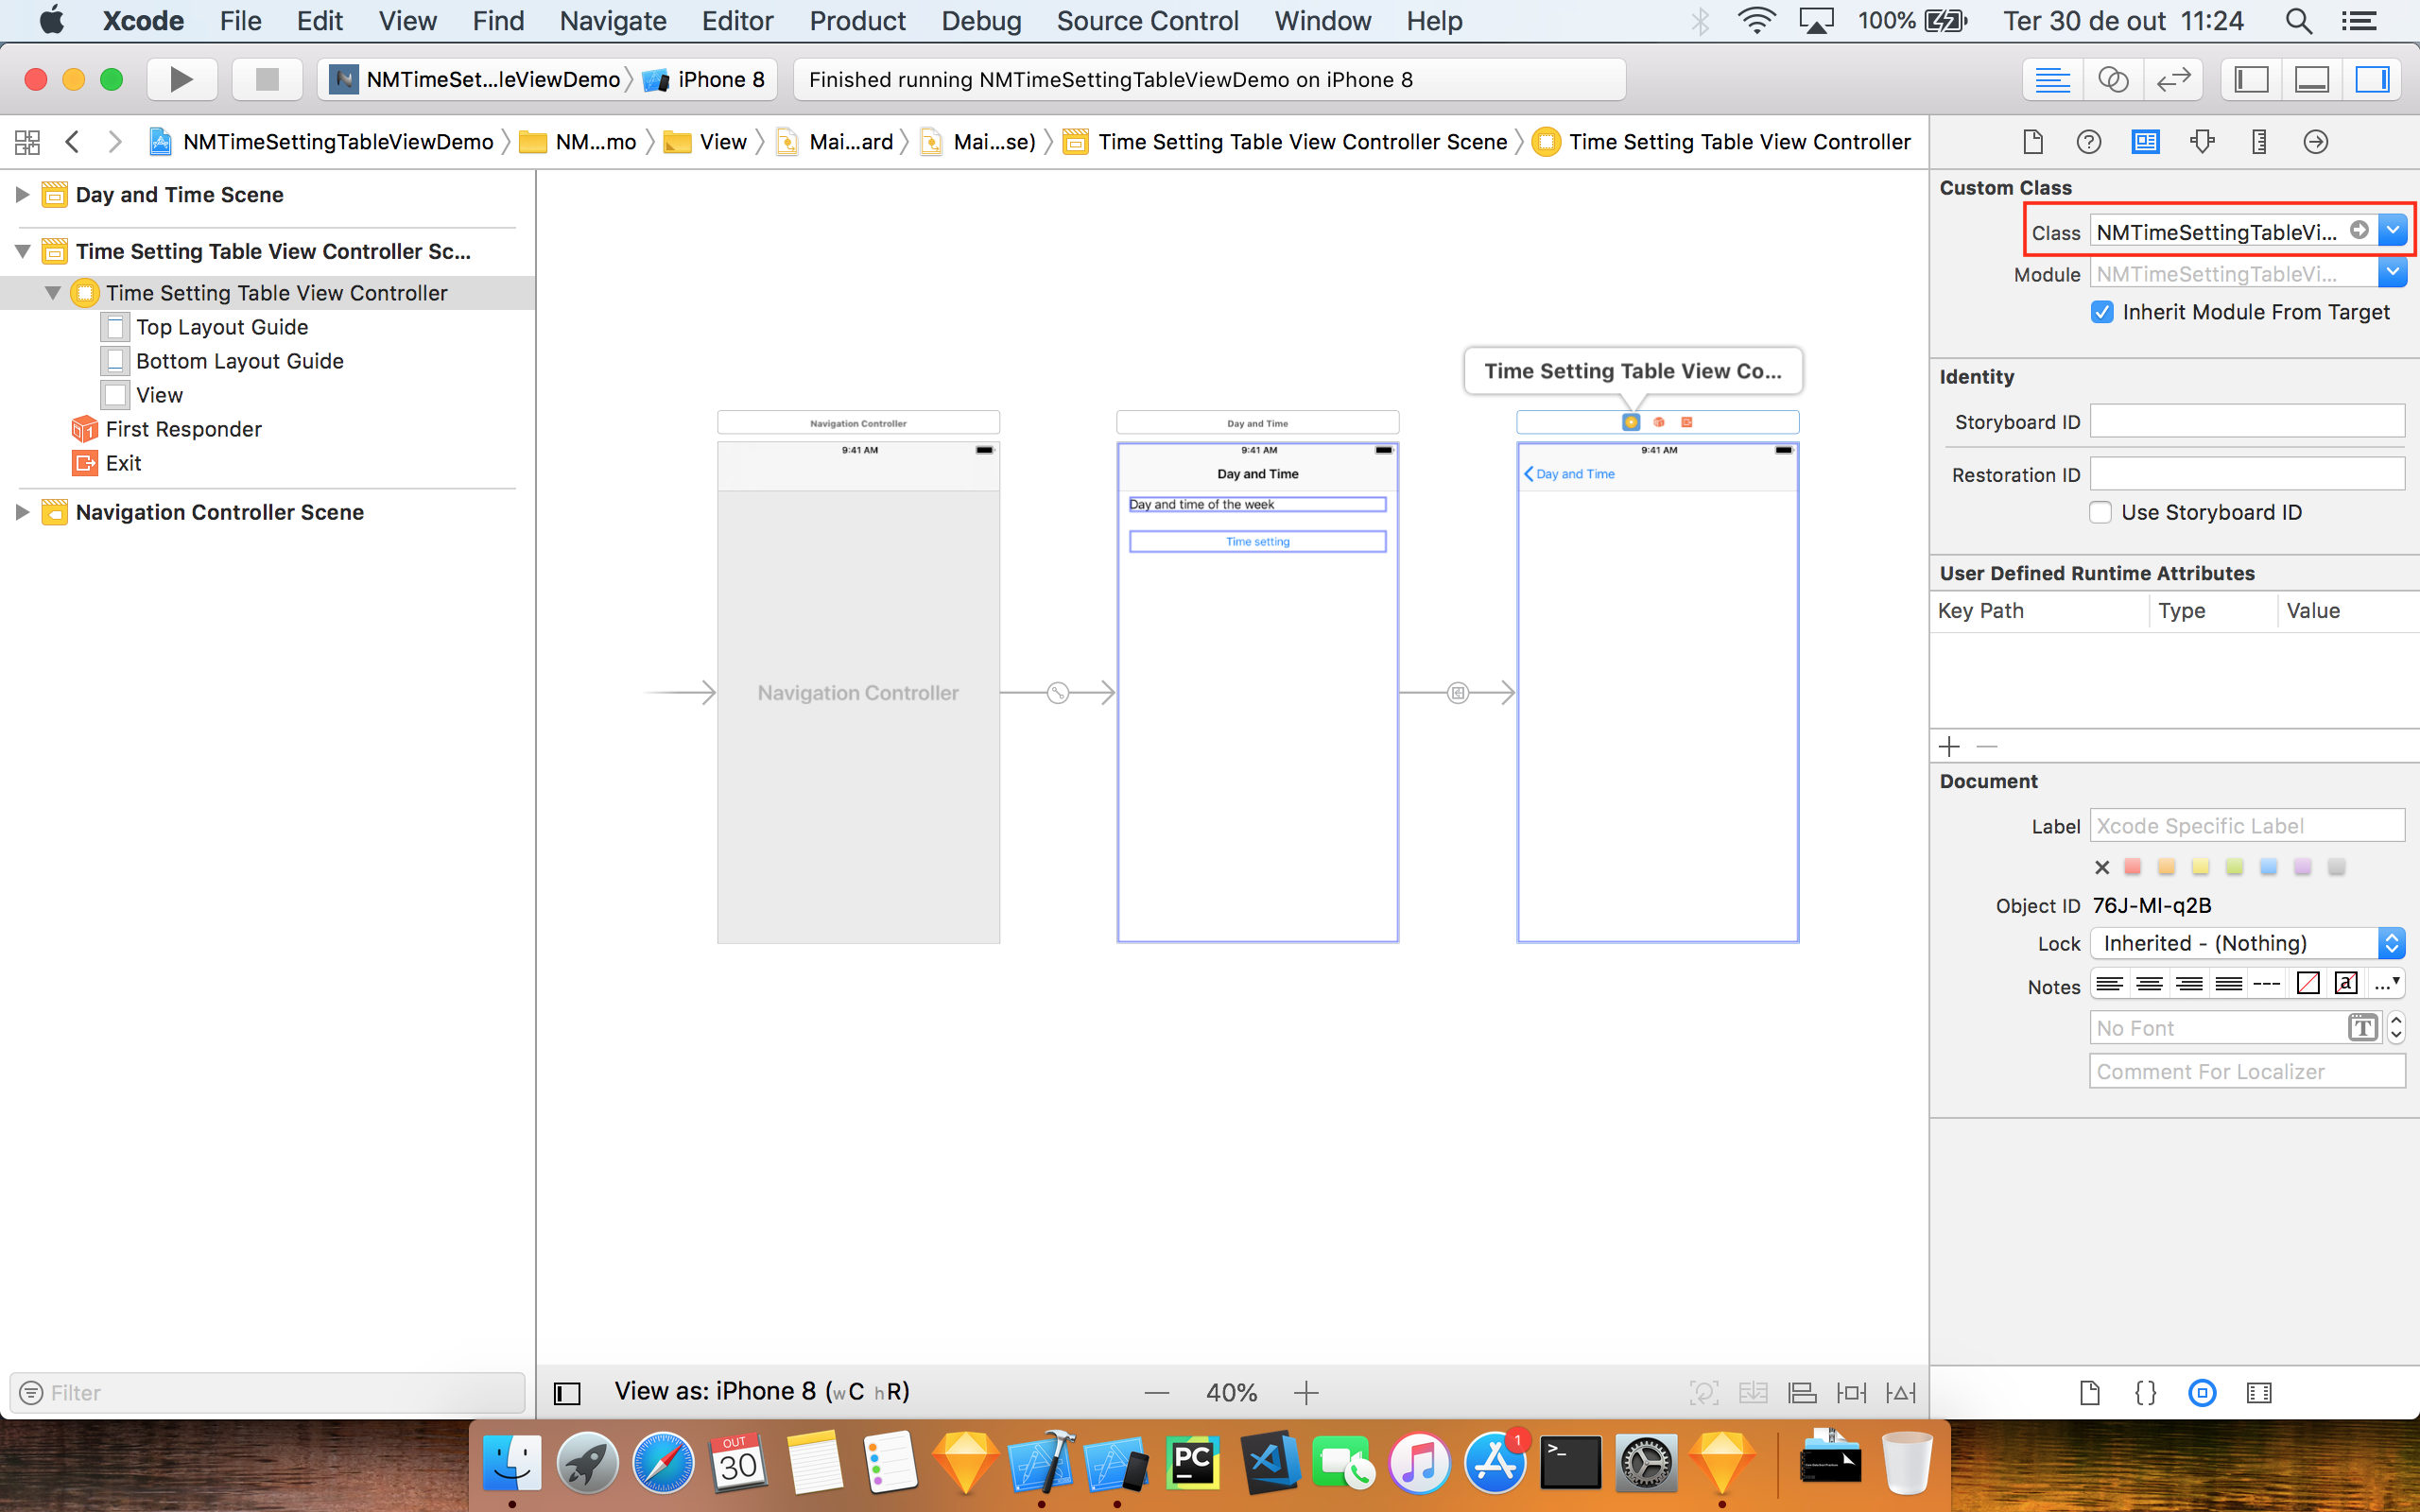 Xcode File Edit View Find Navigate Editor Product Debug Source Control Window Help 100% Ter 30 de out 11:24
NMTimeSet...leViewDemo iPhone 8 Finished running NMTimeSettingTableViewDemo on iPhone 8
NMTimeSettingTableViewDemo NM...mo View Mai...ard Mai...se) Time Setting Table View Controller Scene Time Setting Table View Controller
Day and Time Scene
Time Setting Table View Controller Sc...
Time Setting Table View Controller
Top Layout Guide
Bottom Layout Guide
View
First Responder
Exit
Navigation Controller Scene
Filter
Time Setting Table View Co...
Navigation Controller
9:41 AM
Navigation Controller
Day and Time
9:41 AM
Day and Time
Day and time of the week
Time setting
9:41 AM
Day and Time
View as: iPhone 8 (wC hR)
40%
Custom Class
Class NMTimeSettingTableVi...
Module NMTimeSettingTableVi...
Inherit Module From Target
Identity
Storyboard ID
Restoration ID
Use Storyboard ID
User Defined Runtime Attributes
Key Path Type Value
Document
Label Xcode Specific Label
Object ID 76J-MI-q2B
Lock Inherited - (Nothing)
Notes
No Font
Comment For Localizer
OUT
30
PC
1